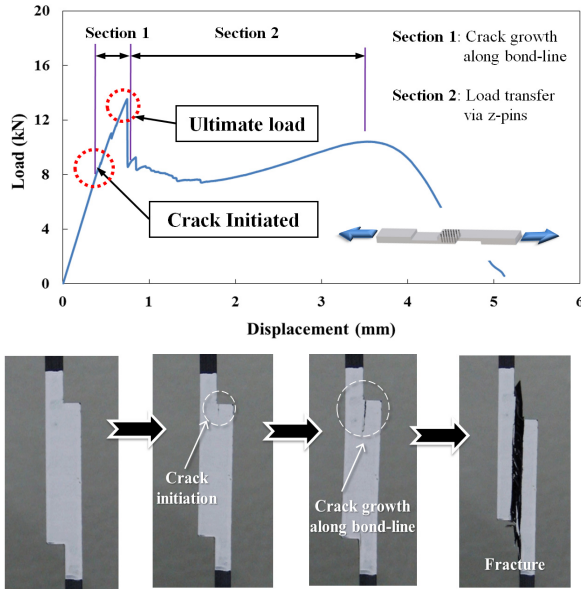 20
16
12
8
4
0
Load (kN)
Section 1
Section 2
Section 1: Crack growth
along bond-line
Section 2: Load transfer
via z-pins
Ultimate load
Crack Initiated
0
1
2
3
4
5
6
Displacement (mm)
Crack
initiation
Crack growth
along bond-line
Fracture